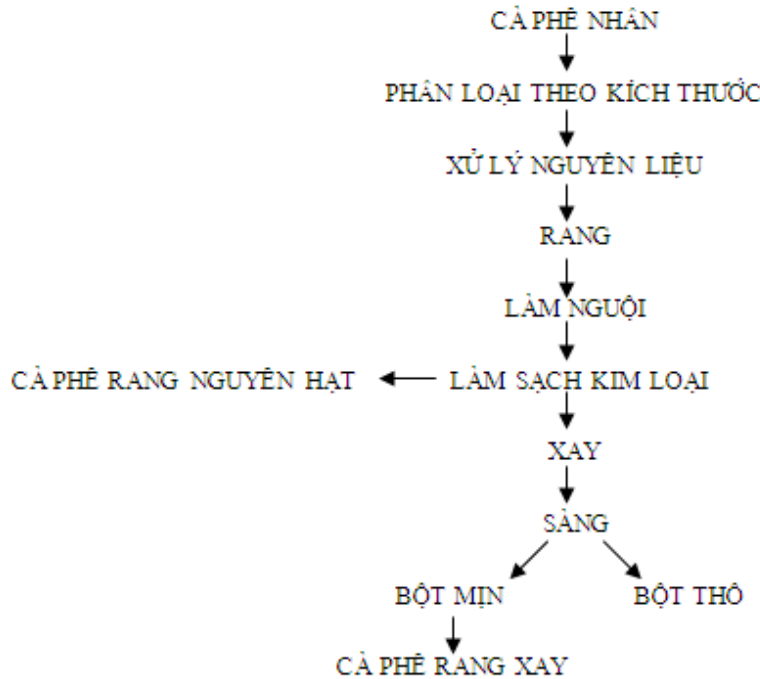 CÀ PHÊ NHÂN
PHÂN LOẠI THEO KÍCH THƯỚC
XỬ LÝ NGUYÊN LIỆU
RANG
LÀM NGUỘI
CÀ PHÊ RANG NGUYÊN HẠT
LÀM SẠCH KIM LOẠI
XAY
SÀNG
BỘT MỊN
BỘT THÔ
CÀ PHÊ RANG XAY